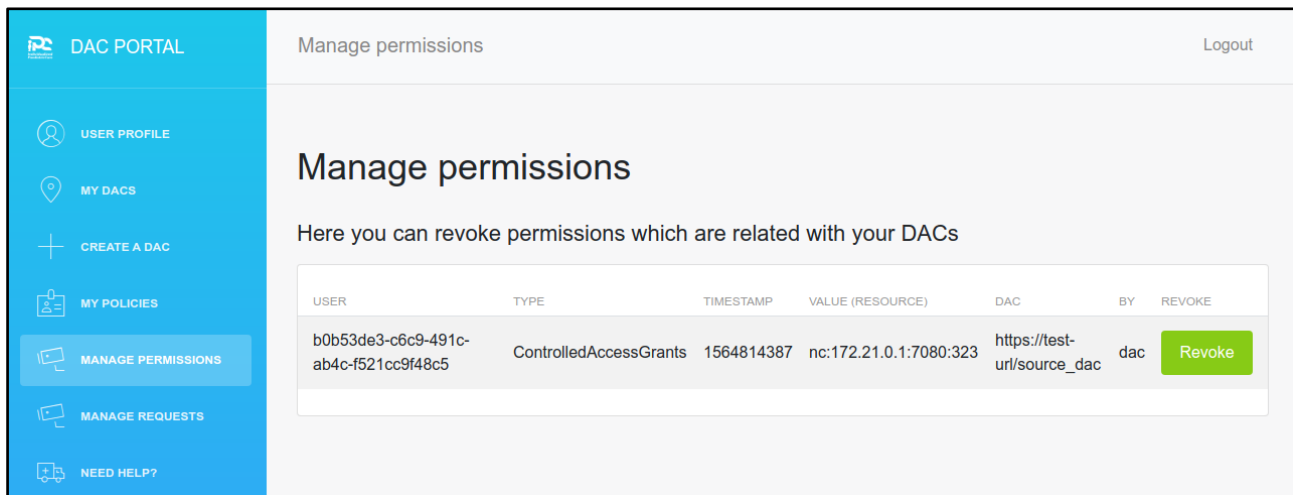 iPC
DAC PORTAL
Manage permissions
Logout
USER PROFILE
MY DACS
CREATE A DAC
MY POLICIES
MANAGE PERMISSIONS
MANAGE REQUESTS
NEED HELP?
Manage permissions
Here you can revoke permissions which are related with your DACs
USER TYPE TIMESTAMP VALUE (RESOURCE) DAC BY REVOKE
b0b53de3-c6c9-491c-
ab4c-f521cc9f48c5
ControlledAccessGrants 1564814387 nc:172.21.0.1:7080:323
https://test-
url/source_dac
dac Revoke